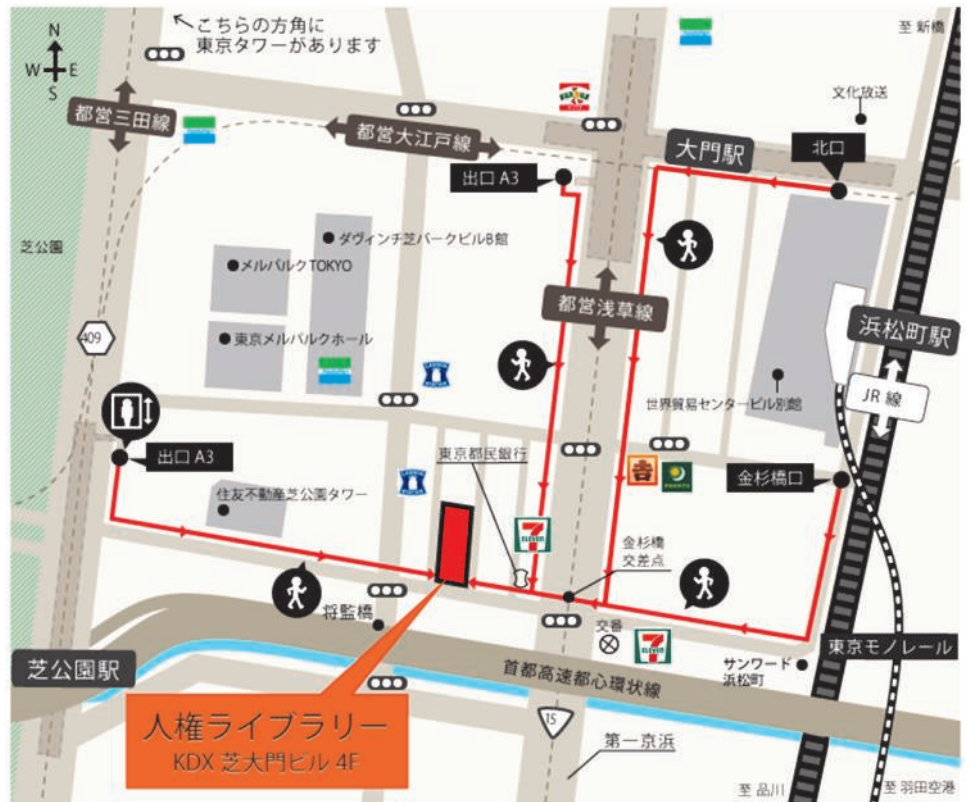 N
W E
S
こちらの方角に
東京タワーがあります
至 新橋
文化放送
都営三田線
都営大江戸線
大門駅
北口
出口 A3
芝公園
ダヴィンチ芝パークビルB館
メルパルクTOKYO
都営浅草線
浜松町駅
409
東京メルパルクホール
JR 線
世界貿易センタービル別館
出口 A3
東京都民銀行
吉
金杉橋口
住友不動産芝公園タワー
7
ELEVEN
金杉橋
交差点
将監橋
交番
7
ELEVEN
サンワード
浜松町
東京モノレール
芝公園駅
首都高速都心環状線
人権ライブラリー
KDX 芝大門ビル 4F
15
第一京浜
至 品川
至 羽田空港